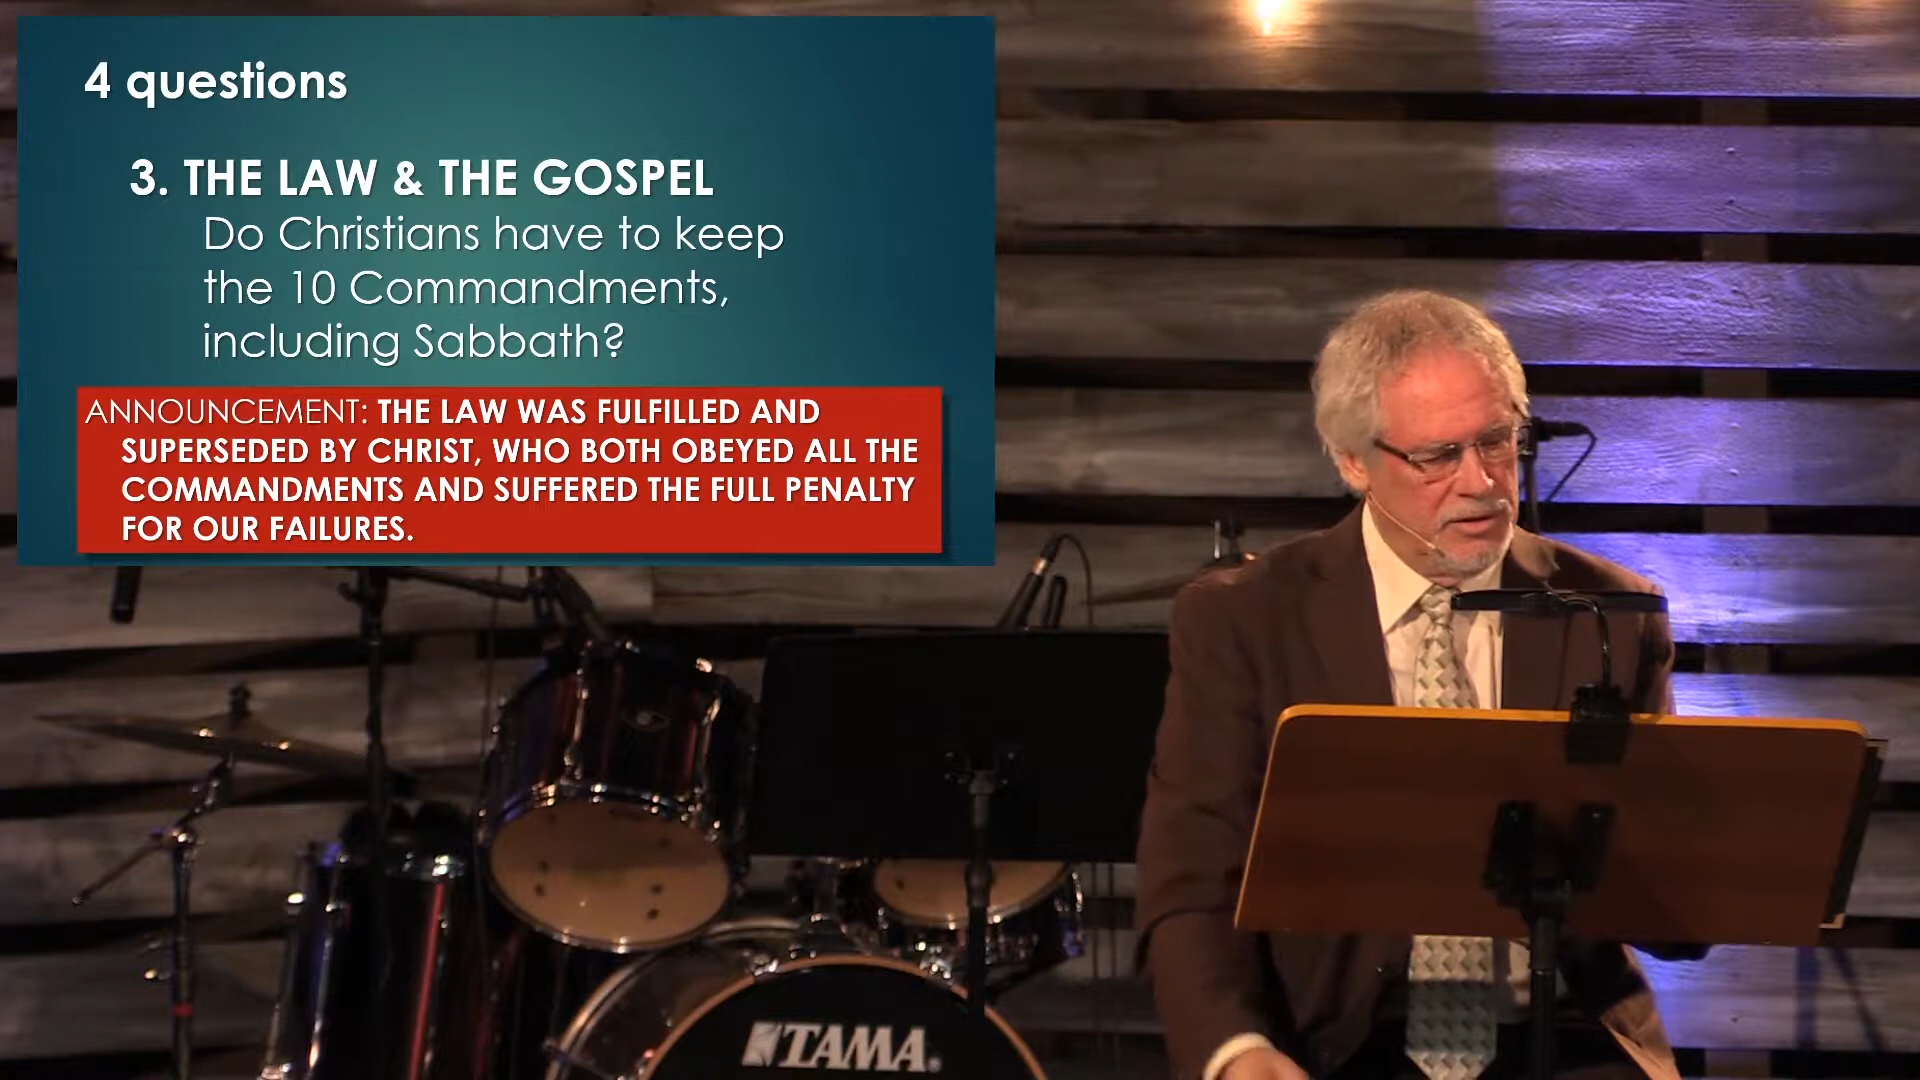 4 questions
3. THE LAW & THE GOSPEL
Do Christians have to keep
the 10 Commandments,
including Sabbath?
ANNOUNCEMENT: THE LAW WAS FULFILLED AND
SUPERSEDED BY CHRIST, WHO BOTH OBEYED ALL THE
COMMANDMENTS AND SUFFERED THE FULL PENALTY
FOR OUR FAILURES.
TAMA